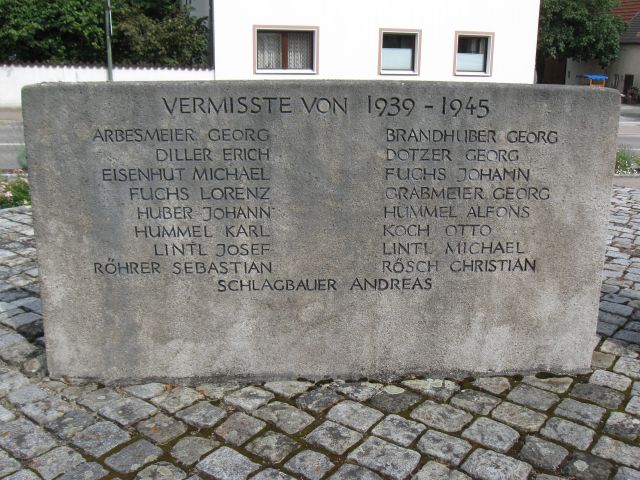 VERMISSTE VON 1939 - 1945
ARBESMEIER GEORG
DILLER ERICH
EISENHUT MICHAEL
FUCHS LORENZ
HUBER JOHANN
HUMMEL KARL
LINTL JOSEF
RÖHRER SEBASTIAN
BRANDHUBER GEORG
DOTZER GEORG
FUCHS JOHANN
GRABMEIER GEORG
HUMMEL ALFONS
KOCH OTTO
LINTL MICHAEL
RÖSCH CHRISTIAN
SCHLAGBAUER ANDREAS